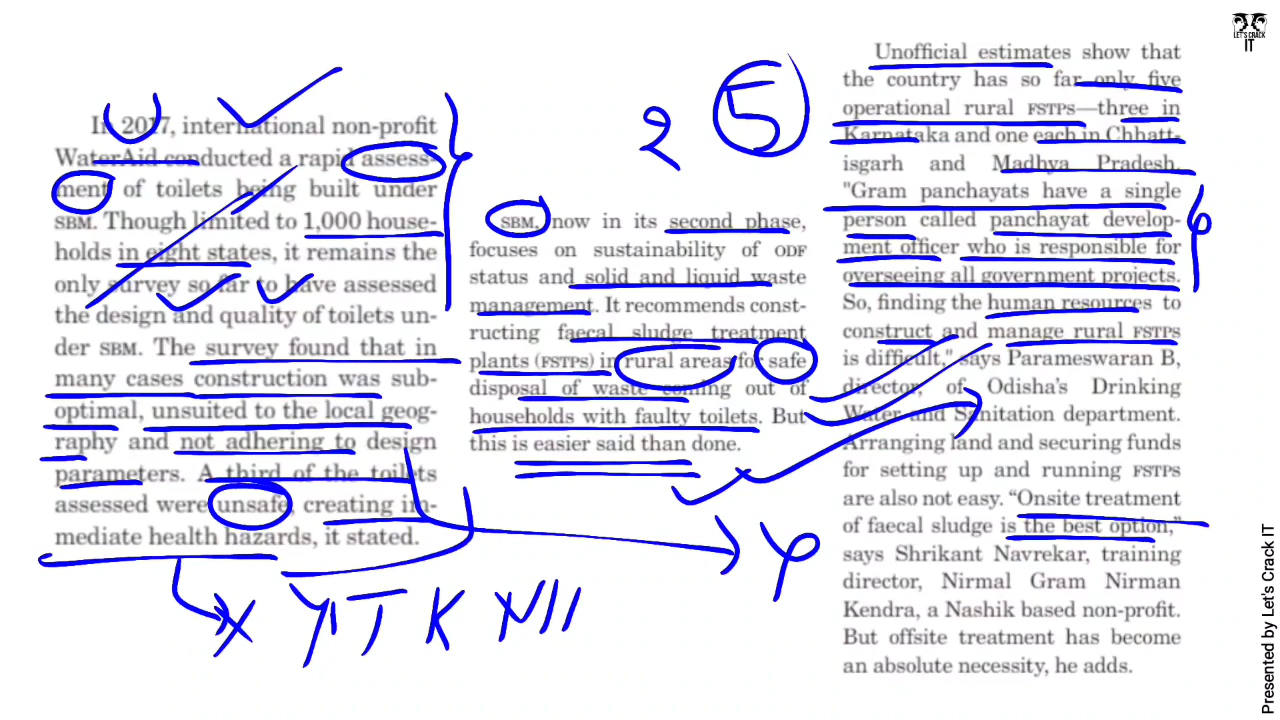 In 2017, international non-profit
WaterAid conducted a rapid assess-
ment of toilets being built under
SBM. Though limited to 1,000 house-
holds in eight states, it remains the
only survey so far to have assessed
the design and quality of toilets un-
der SBM. The survey found that in
many cases construction was sub-
optimal, unsuited to the local geog-
raphy and not adhering to design
parameters. A third of the toilets
assessed were unsafe, creating im-
mediate health hazards, it stated.
2
5
SBM, now in its second phase,
focuses on sustainability of ODF
status and solid and liquid waste
management. It recommends const-
ructing faecal sludge treatment
plants (FSTPS) in rural areas for safe
disposal of waste coming out of
households with faulty toilets. But
this is easier said than done.
Unofficial estimates show that
the country has so far only five
operational rural FSTPS—three in
Karnataka and one each in Chhatt-
isgarh and Madhya Pradesh.
"Gram panchayats have a single
person called panchayat develop-
ment officer who is responsible for
overseeing all government projects.
So, finding the human resources to
construct and manage rural FSTPS
is difficult," says Parameswaran B,
director, of Odisha's Drinking
Water and Sanitation department.
Arranging land and securing funds
for setting up and running FSTPS
are also not easy. "Onsite treatment
of faecal sludge is the best option,"
says Shrikant Navrekar, training
director, Nirmal Gram Nirman
Kendra, a Nashik based non-profit.
But offsite treatment has become
an absolute necessity, he adds.
LET'S CRACK
IT
Presented by Let's Crack IT